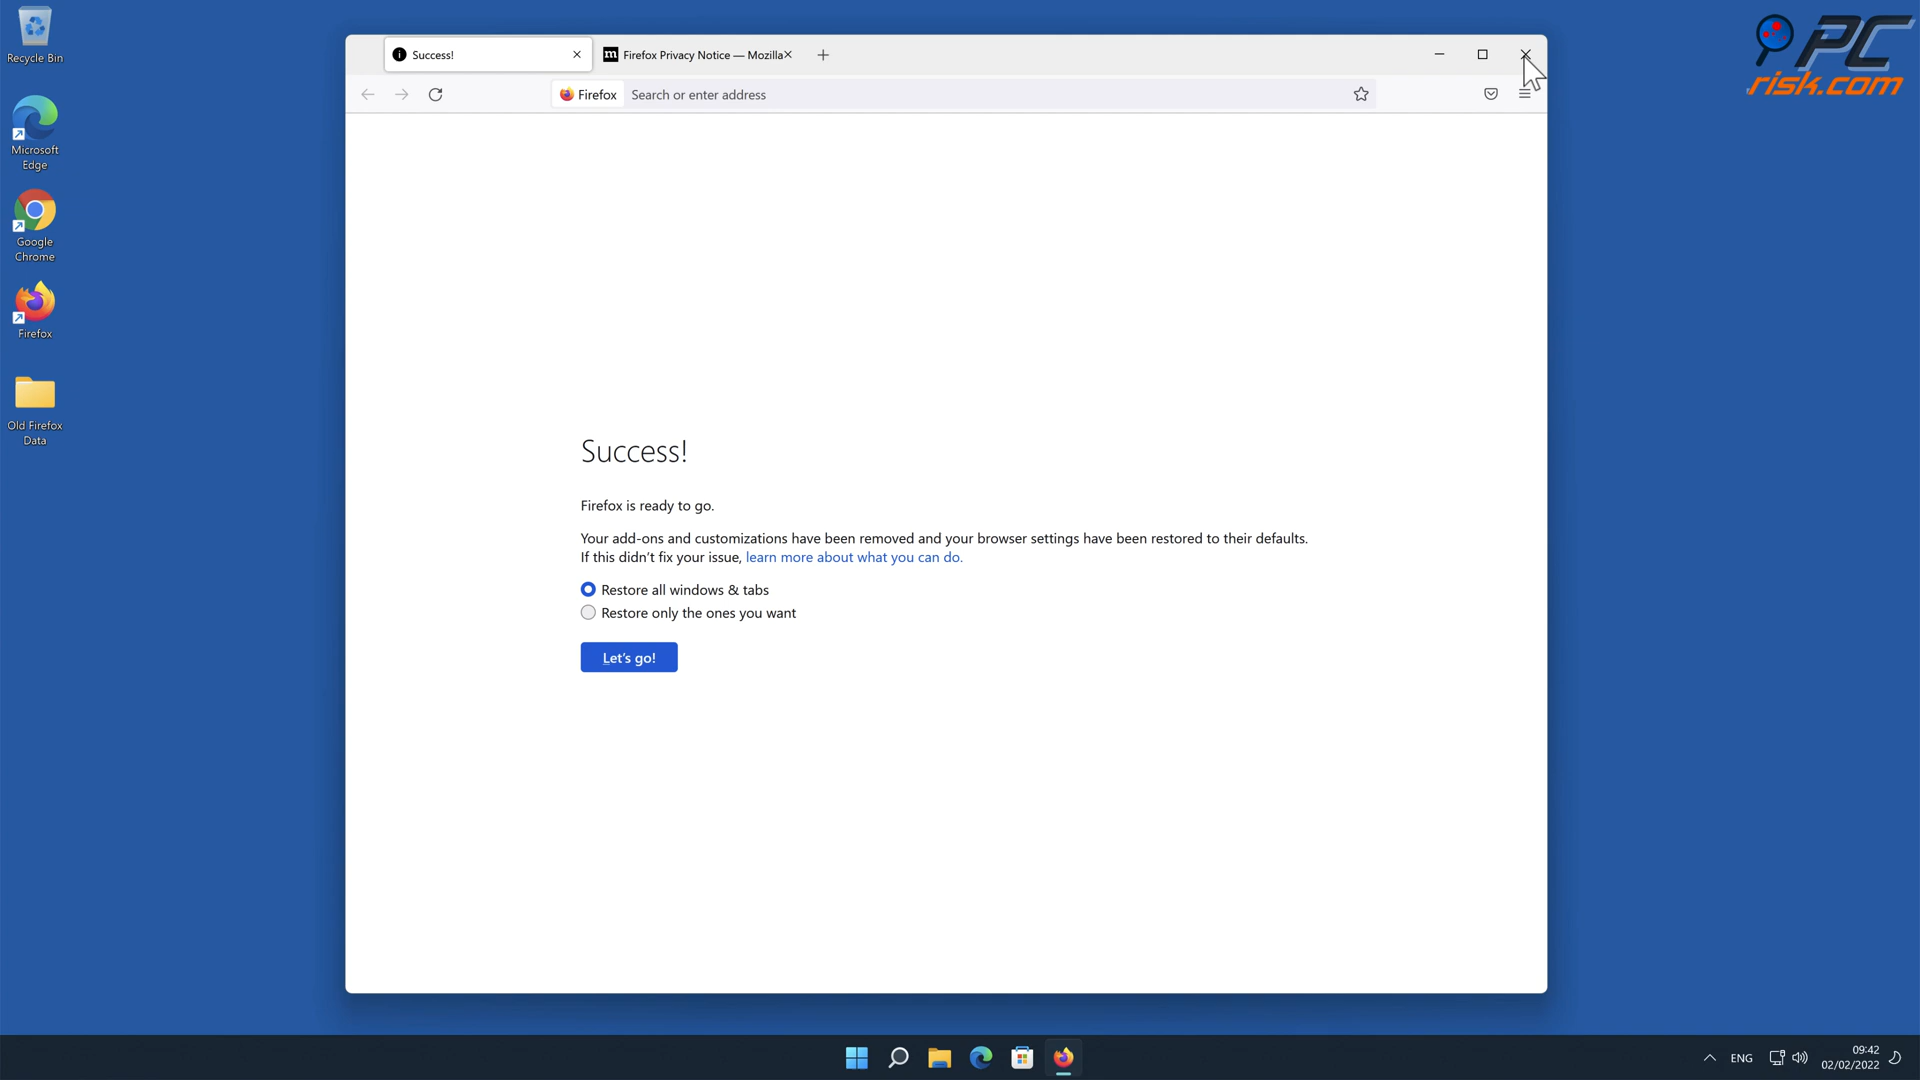 Recycle Bin
Microsoft
Edge
Google
Chrome
Firefox
Old Firefox
Data
Success!
Firefox Privacy Notice — Mozilla
Firefox
Search or enter address
Success!
Firefox is ready to go.
Your add-ons and customizations have been removed and your browser settings have been restored to their defaults.
If this didn't fix your issue, learn more about what you can do.
Restore all windows & tabs
Restore only the ones you want
Let's go!
PC
risk.com
ENG
09:42
02/02/2022